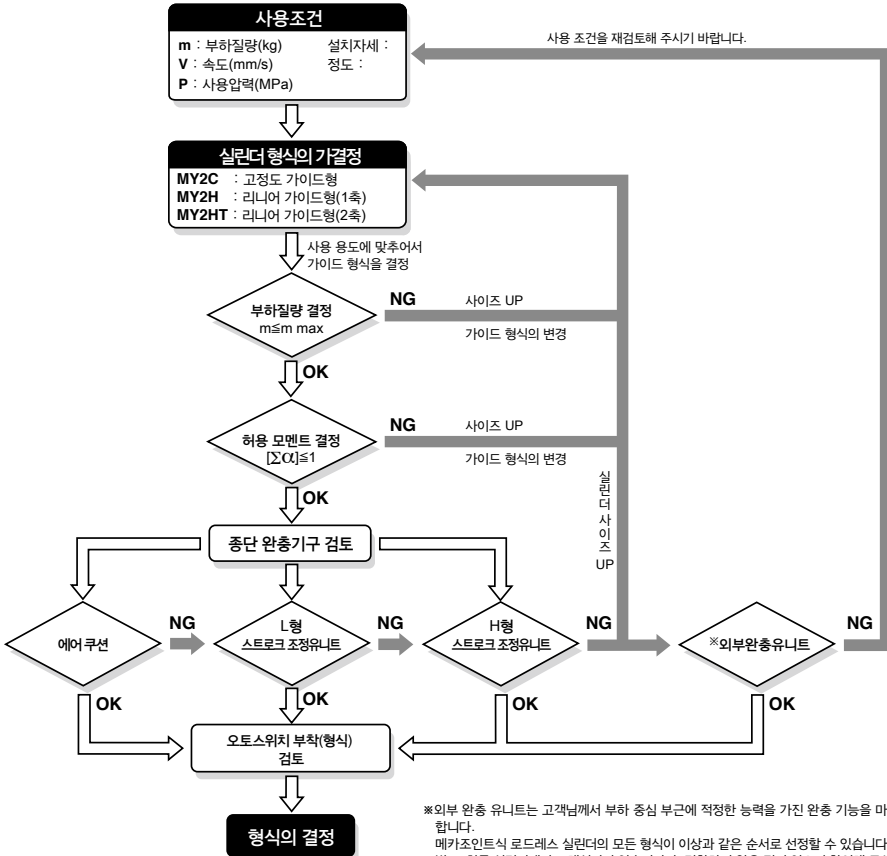 사용조건
m : 부하질량(kg) 설치자세 :
V : 속도(mm/s) 정도 :
P : 사용압력(MPa)
사용 조건을 재검토해 주시기 바랍니다.
실린더 형식의 가결정
MY2C : 고정도 가이드형
MY2H : 리니어 가이드형(1축)
MY2HT : 리니어 가이드형(2축)
사용 용도에 맞추어서
가이드 형식을 결정
부하질량 결정
m≦m max
NG
사이즈 UP
가이드 형식의 변경
OK
허용 모멘트 결정
[Σα]≦1
NG
사이즈 UP
가이드 형식의 변경
OK
실린더 사이즈 UP
종단 완충기구 검토
에어 쿠션
NG
L형
스트로크 조정유니트
NG
H형
스트로크 조정유니트
NG
※외부완충유니트
NG
OK
OK
OK
OK
오토스위치 부착(형식)
검토
형식의 결정
※외부 완충 유니트는 고객님께서 부하 중심 부근에 적정한 능력을 가진 완충 기능을 마
합니다.
메카조인트식 로드레스 실린더의 모든 형식이 이상과 같은 순서로 선정할 수 있습니다